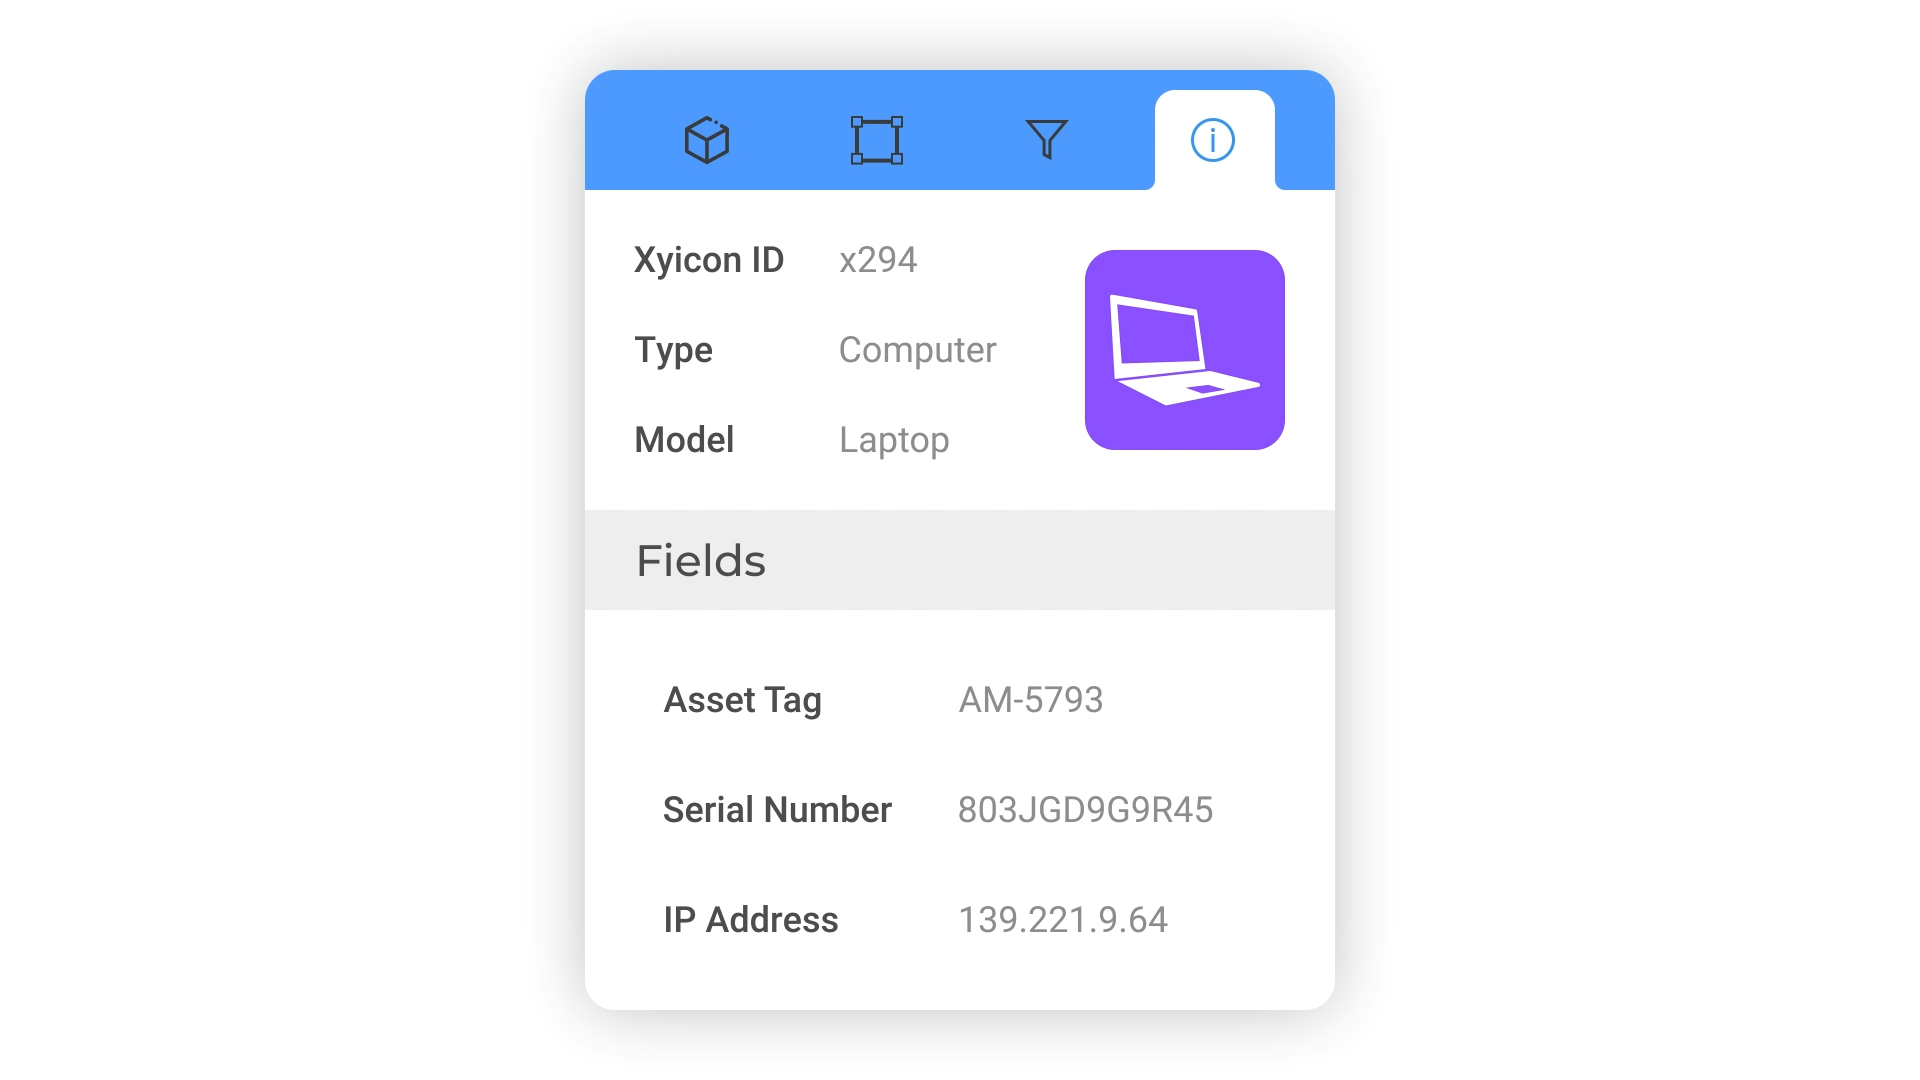 Xyicon ID x294
Type Computer
Model Laptop
Fields
Asset Tag AM-5793
Serial Number 803JGD9G9R45
IP Address 139.221.9.64